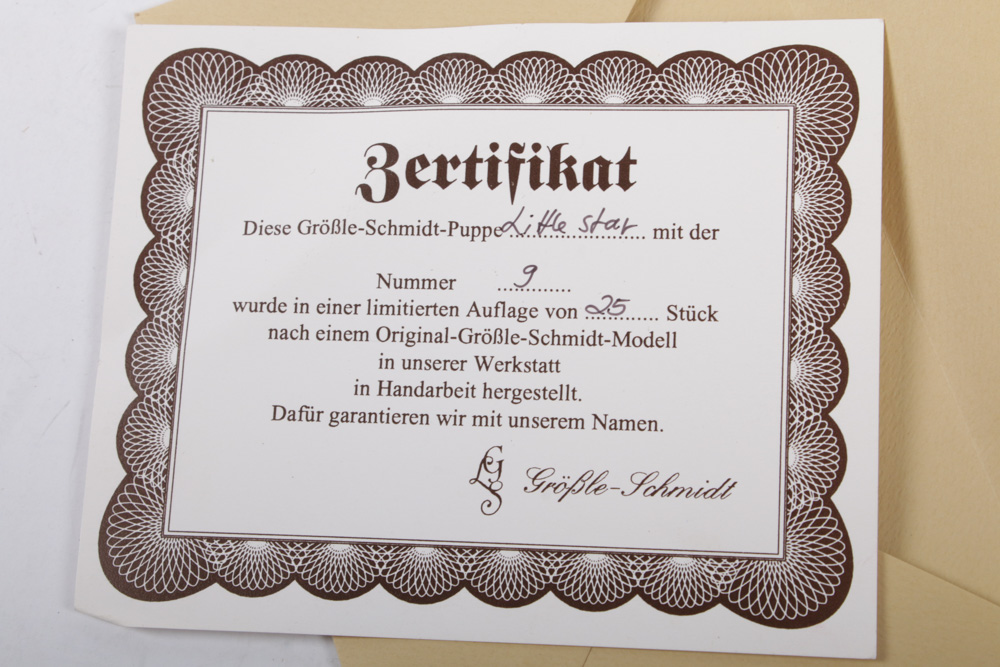 Zertifikat
Diese Größle-Schmidt-Puppe Little Star mit der
Nummer 9
wurde in einer limitierten Auflage von 25 Stück
nach einem Original-Größle-Schmidt-Modell
in unserer Werkstatt
in Handarbeit hergestellt.
Dafür garantieren wir mit unserem Namen.
LGS Größle-Schmidt